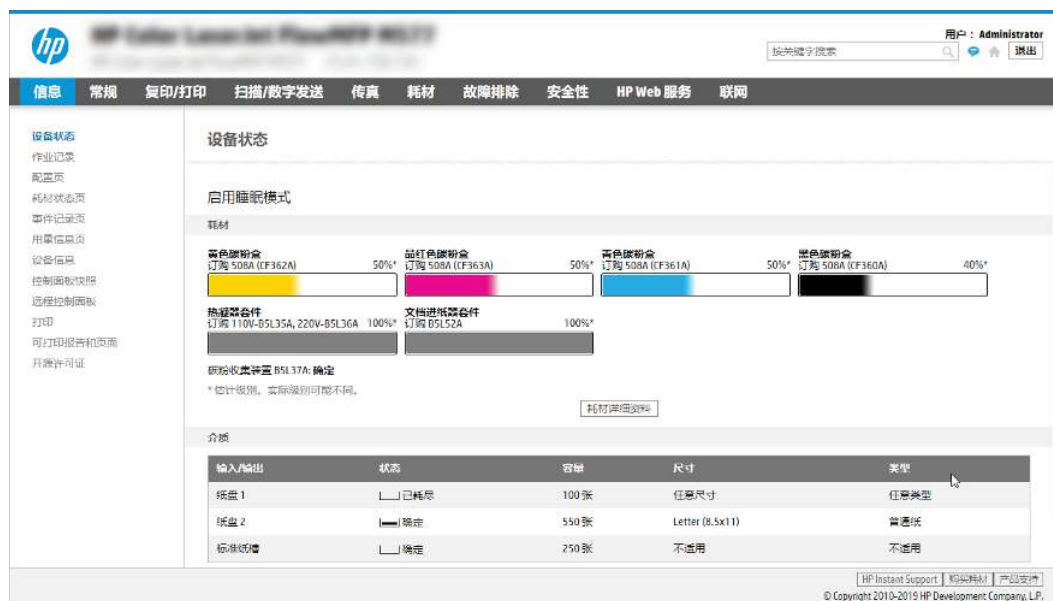 hp
用户： Administrator
按关键字搜索
退出
信息 常规 复印/打印 扫描/数字发送 传真 耗材 故障排除 安全性 HP Web 服务 联网
设备状态
作业记录
配置页
耗材状态页
事件记录页
用量信息页
设备信息
控制面板快照
远程控制面板
打印
可打印报告和页面
开源许可证
设备状态
启用睡眠模式
耗材
黄色碳粉盒
订购 508A (CF362A) 50%*
品红色碳粉盒
订购 508A (CF363A) 50%*
青色碳粉盒
订购 508A (CF361A) 50%*
黑色碳粉盒
订购 508A (CF360A) 40%*
热凝器套件
订购 110V-B5L35A, 220V-B5L36A 100%*
文档进纸器套件
订购 B5L52A 100%*
碳粉收集装置 B5L37A: 确定
* 估计级别。实际级别可能不同。
耗材详细资料
介质
输入/输出 状态 容量 尺寸 类型
纸盘 1 已耗尽 100 张 任意尺寸 任意类型
纸盘 2 确定 550 张 Letter (8.5x11) 普通纸
标准纸槽 确定 250 张 不适用 不适用
HP Instant Support 购买耗材 产品支持
© Copyright 2010-2019 HP Development Company, L.P.